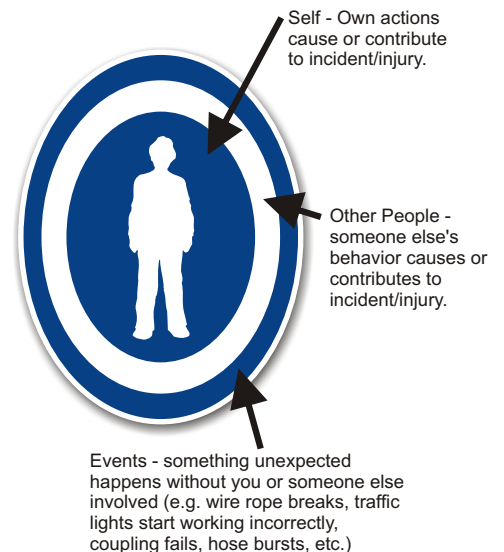 Self - Own actions
cause or contribute
to incident/injury.
Other People -
someone else's
behavior causes or
contributes to
incident/injury.
Events - something unexpected
happens without you or someone else
involved (e.g. wire rope breaks, traffic
lights start working incorrectly,
coupling fails, hose bursts, etc.)